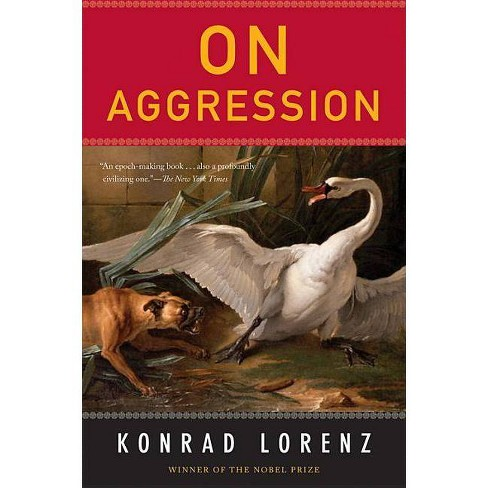 ON
AGGRESSION
“An epoch-making book . . . also a profoundly
civilizing one.”—The New York Times
KONRAD LORENZ
WINNER OF THE NOBEL PRIZE